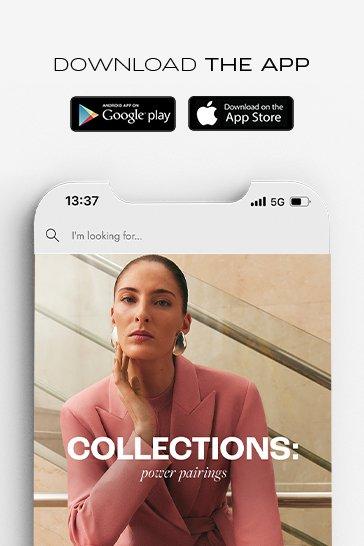 DOWNLOAD THE APP
ANDROID APP ON
Google play
Download on the
App Store
13:37
5G
I'm looking for...
COLLECTIONS:
power pairings